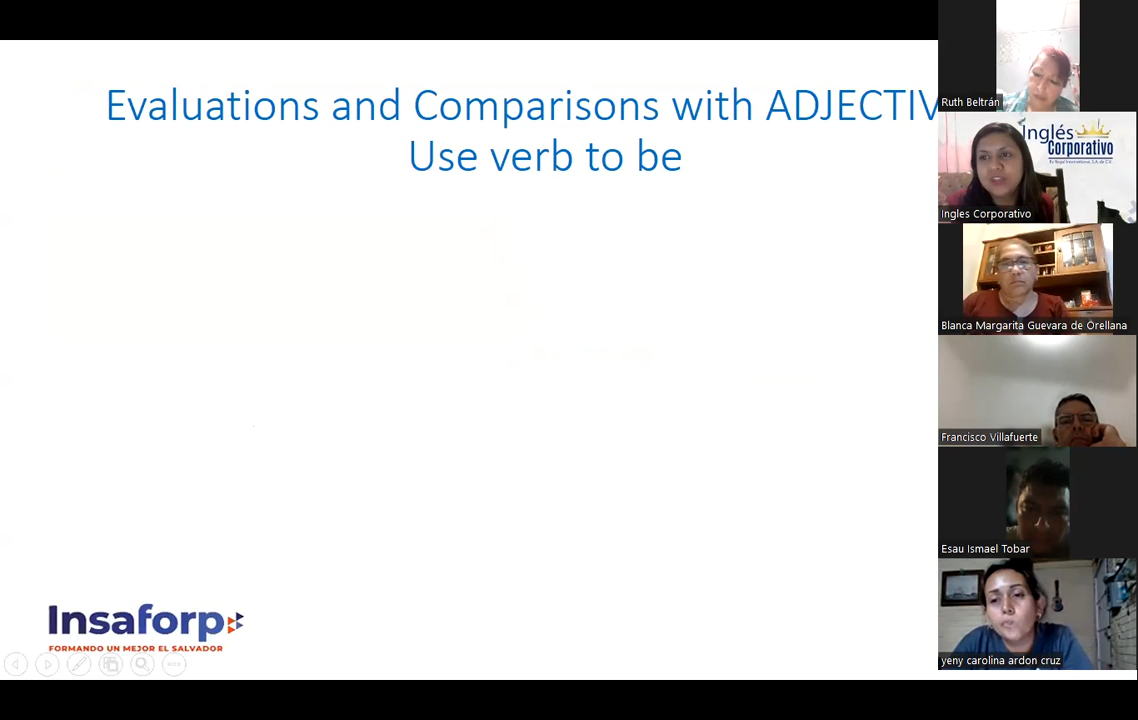 Evaluations and Comparisons with ADJECTIV
Use verb to be
Insaforp
FORMANDO UN MEJOR EL SALVADOR
Ruth Beltrán
Inglés
Corporativo
Ingles Corporativo
Blanca Margarita Guevara de Orellana
Francisco Villafuerte
Esau Ismael Tobar
yeny carolina ardon cruz